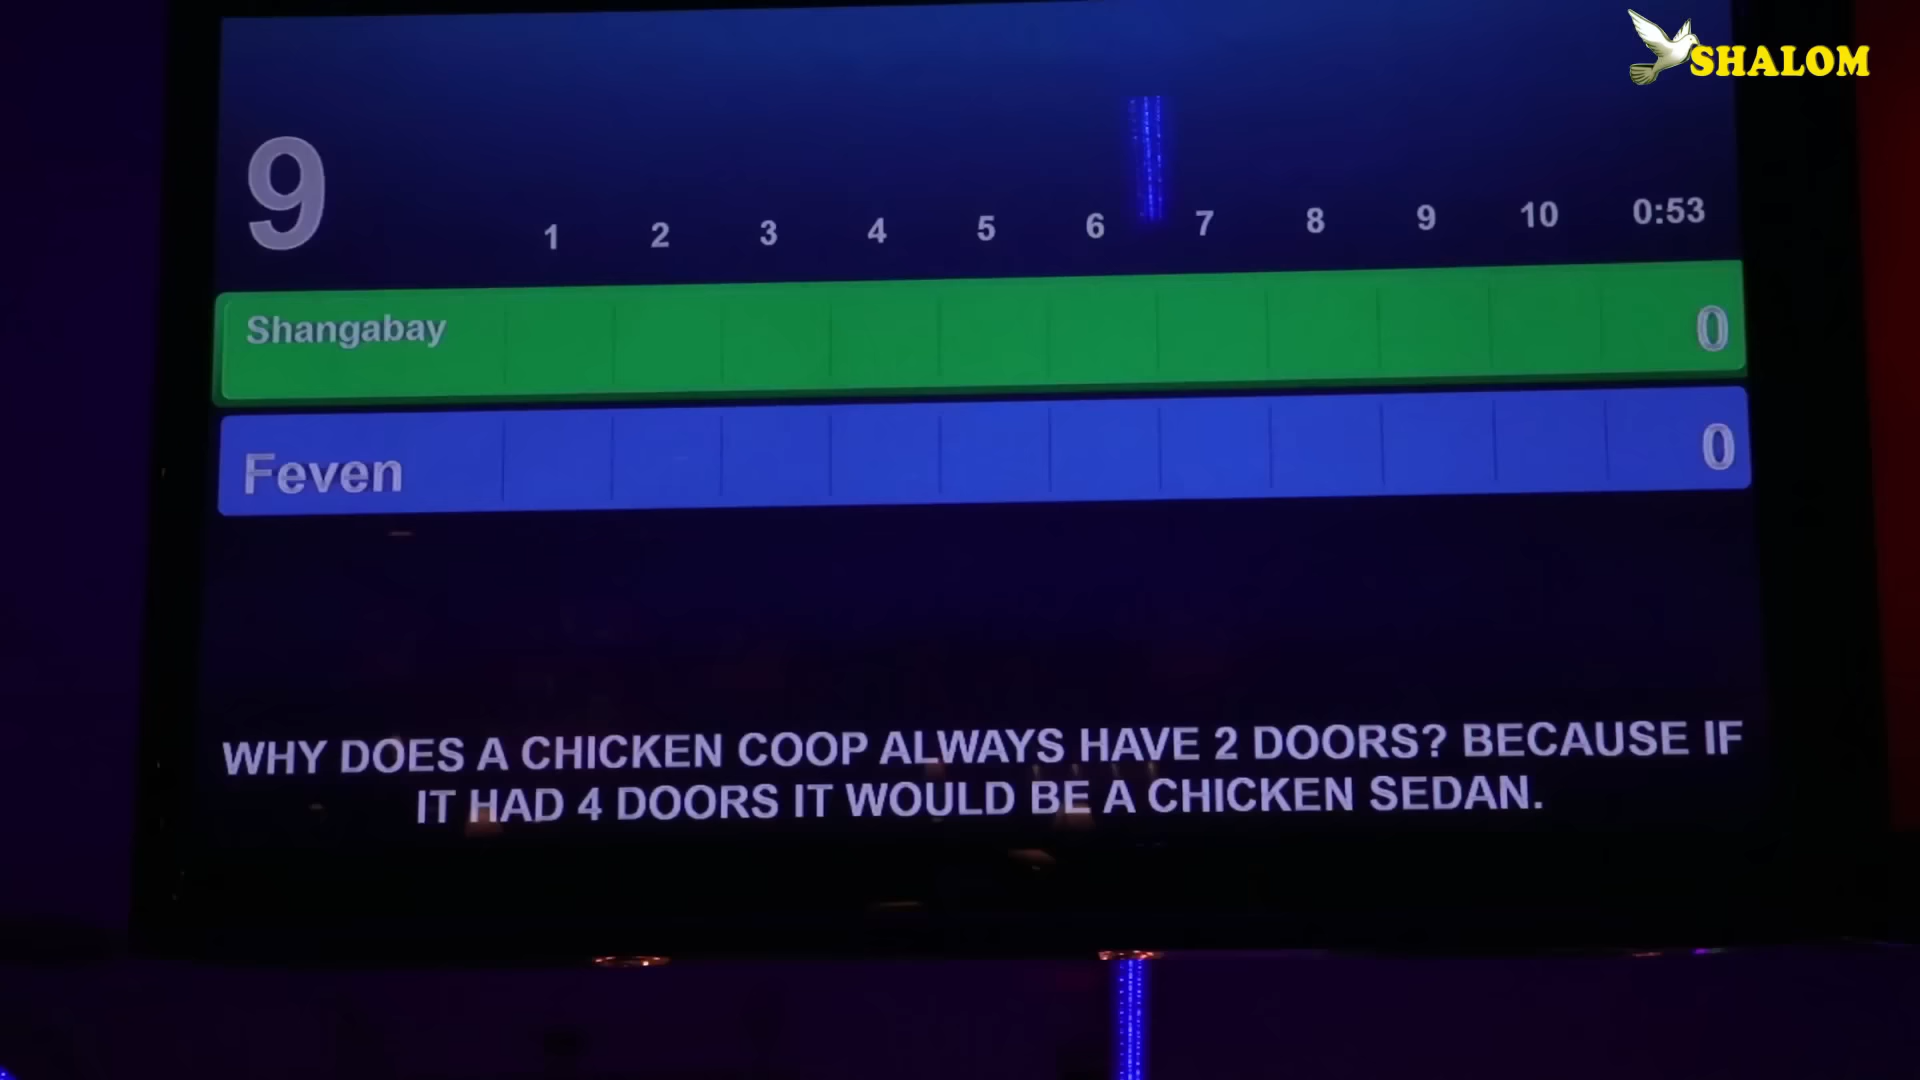 SHALOM
9 1 2 3 4 5 6 7 8 9 10 0:53
Shangabay 0
Feven 0
WHY DOES A CHICKEN COOP ALWAYS HAVE 2 DOORS? BECAUSE IF
IT HAD 4 DOORS IT WOULD BE A CHICKEN SEDAN.